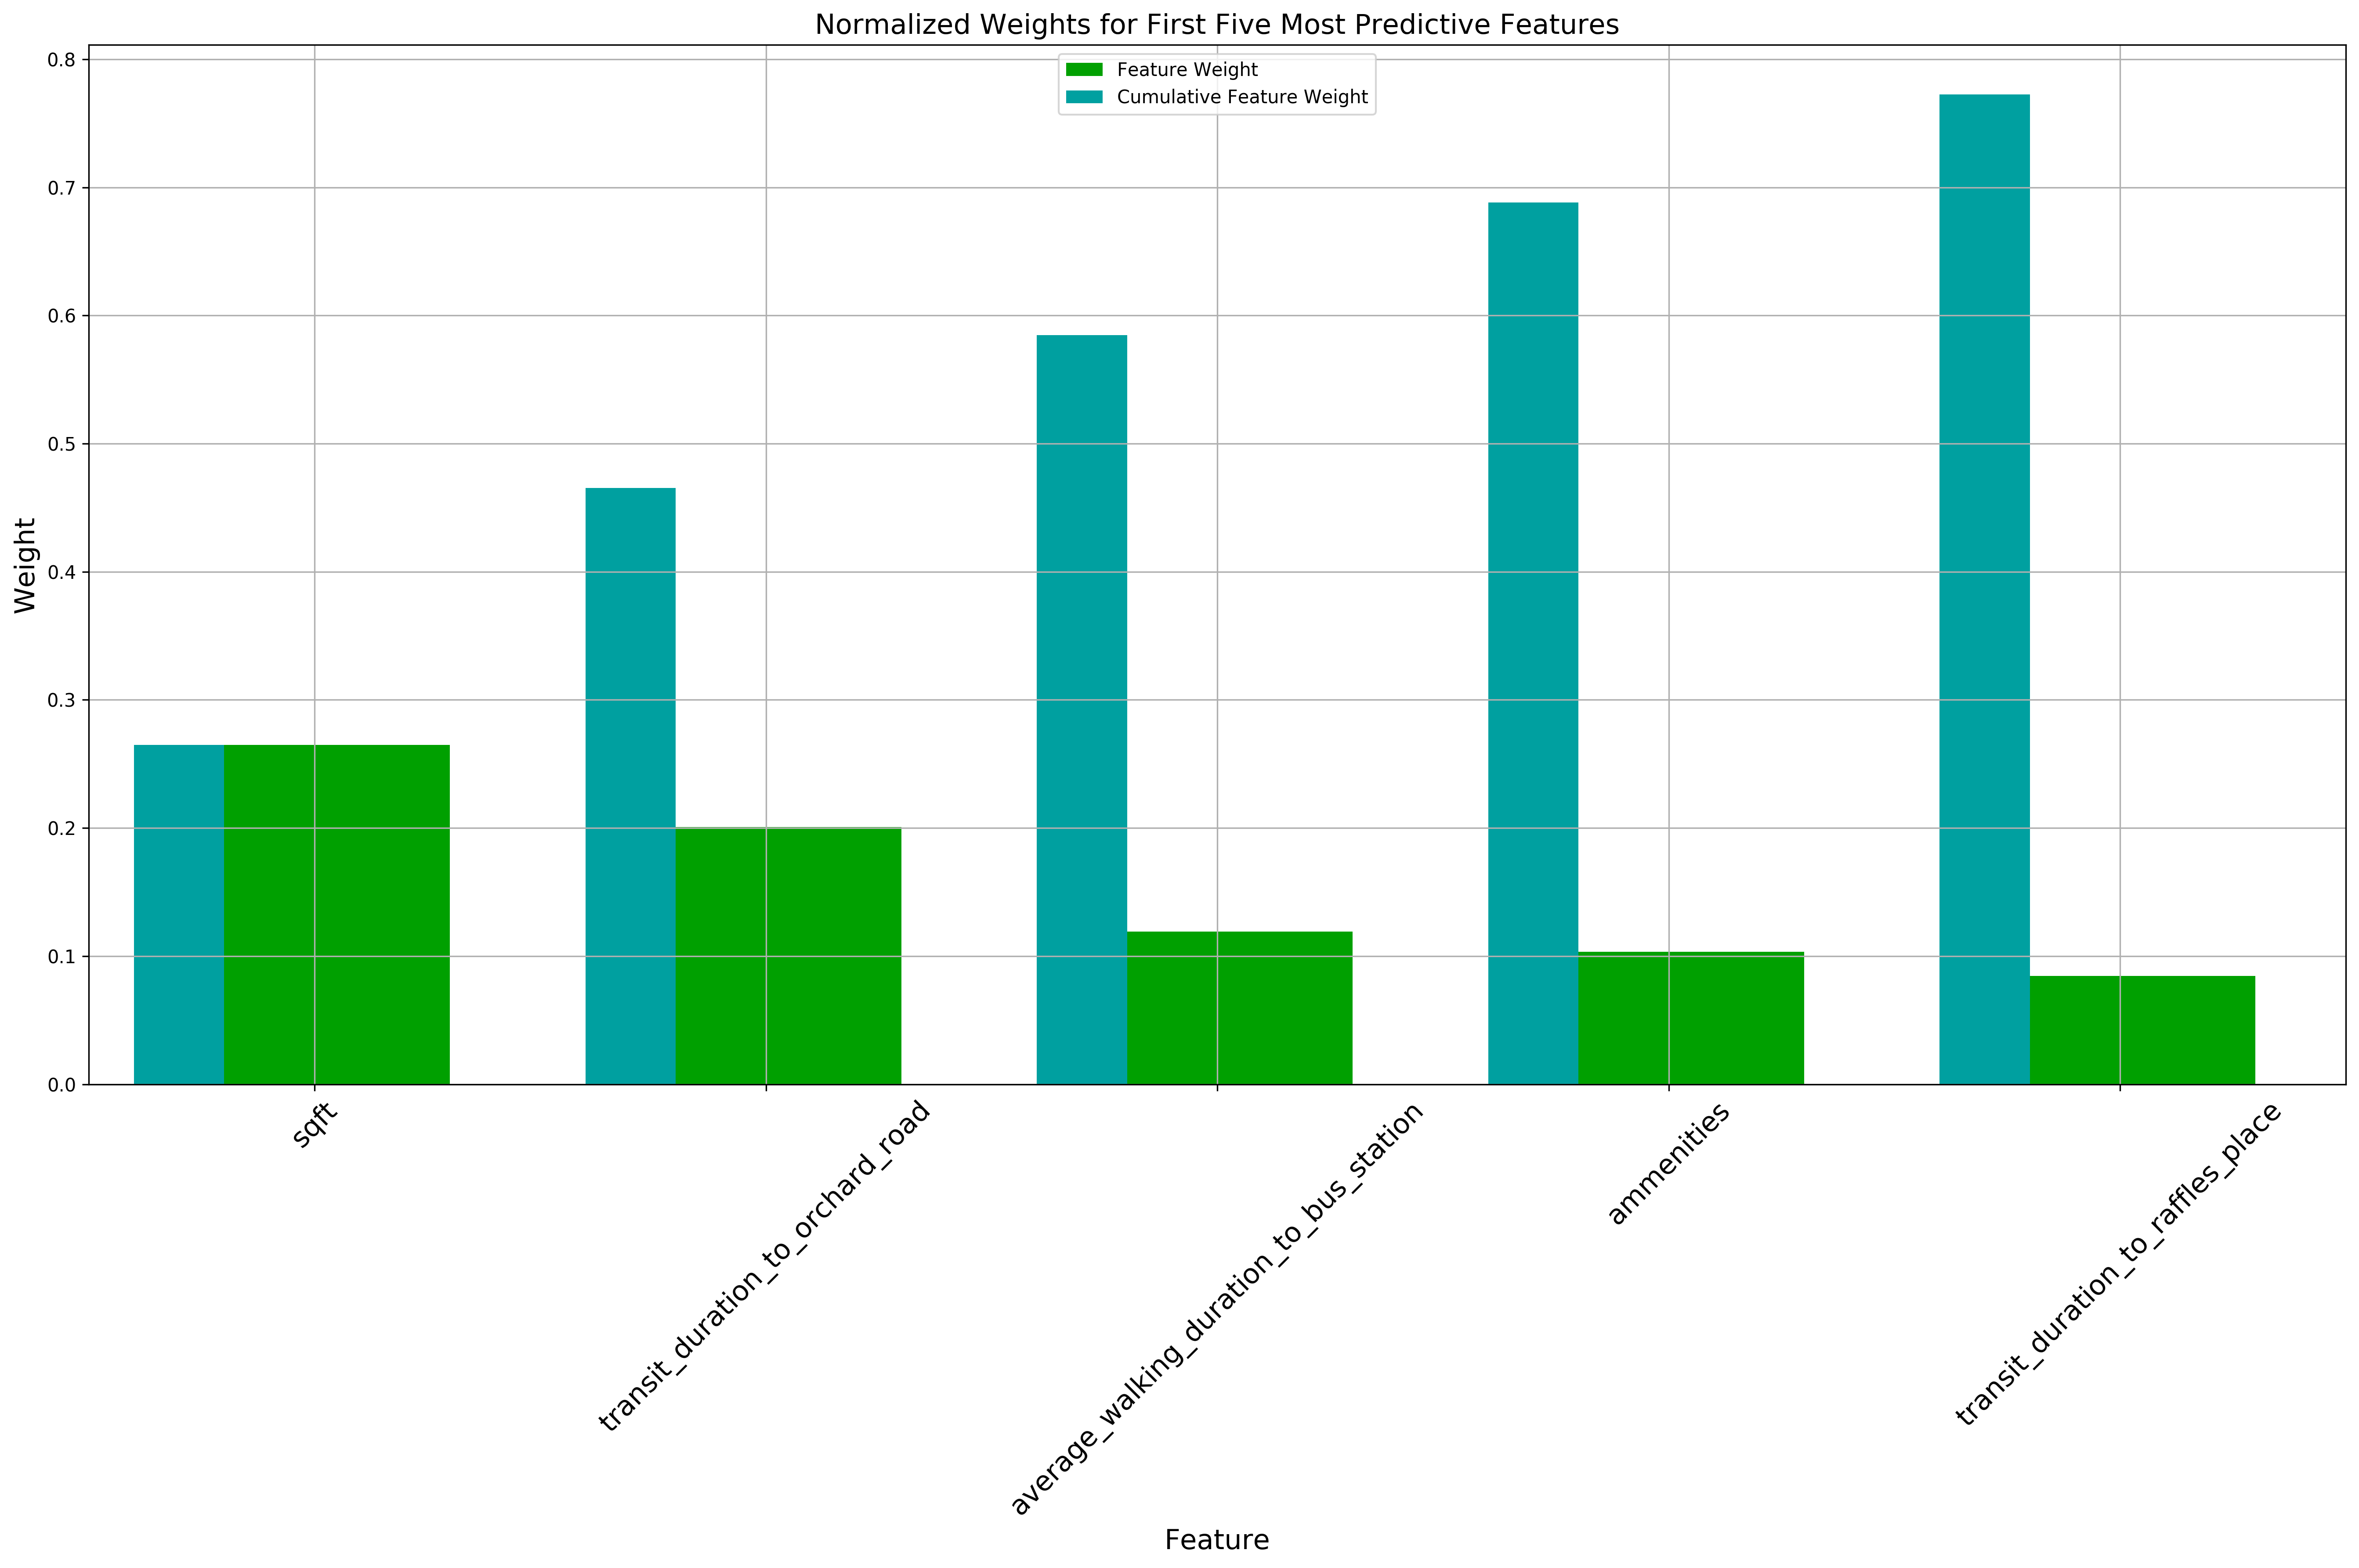 Normalized Weights for First Five Most Predictive Features
Feature Weight
Cumulative Feature Weight
0.8
0.7
0.6
0.5
0.4
0.3
0.2
0.1
0.0
Weight
sqft
transit_duration_to_orchard_road
average_walking_duration_to_bus_station
ammenities
transit_duration_to_raffles_place
Feature